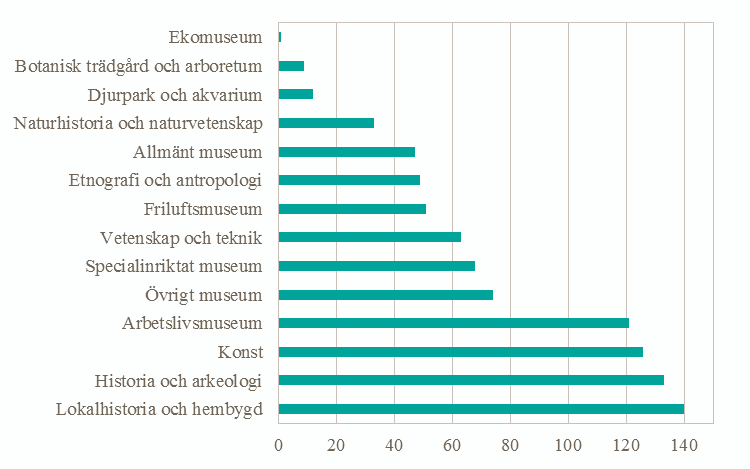 Ekomuseum
Botanisk trädgård och arboretum
Djurpark och akvarium
Naturhistoria och naturvetenskap
Allmänt museum
Etnografi och antropologi
Friluftsmuseum
Vetenskap och teknik
Specialinriktat museum
Övrigt museum
Arbetslivsmuseum
Konst
Historia och arkeologi
Lokalhistoria och hembygd
0 20 40 60 80 100 120 140